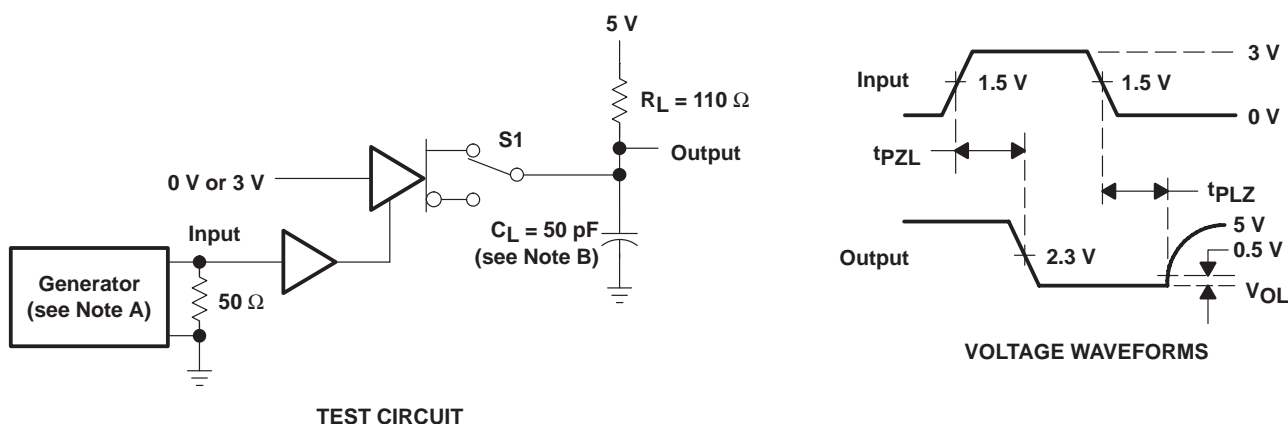 5 V
RL = 110 Ω
S1
Output
0 V or 3 V
CL = 50 pF
(see Note B)
Input
Generator
(see Note A)
50 Ω
TEST CIRCUIT
3 V
Input
1.5 V
1.5 V
0 V
tPZL
tPLZ
5 V
Output
2.3 V
0.5 V
VOL
VOLTAGE WAVEFORMS